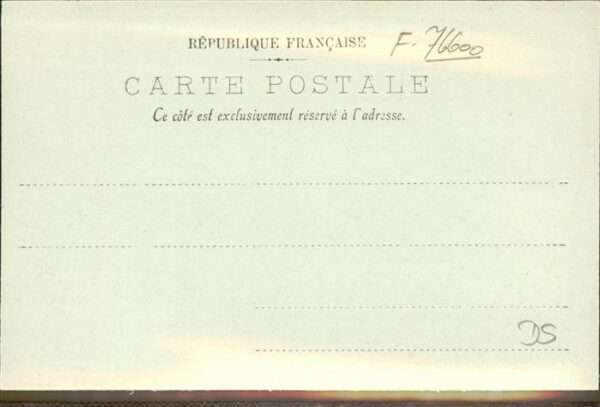 RÉPUBLIQUE FRANÇAISE F-76600
CARTE POSTALE
Ce côté est exclusivement réservé à l'adresse.
DS